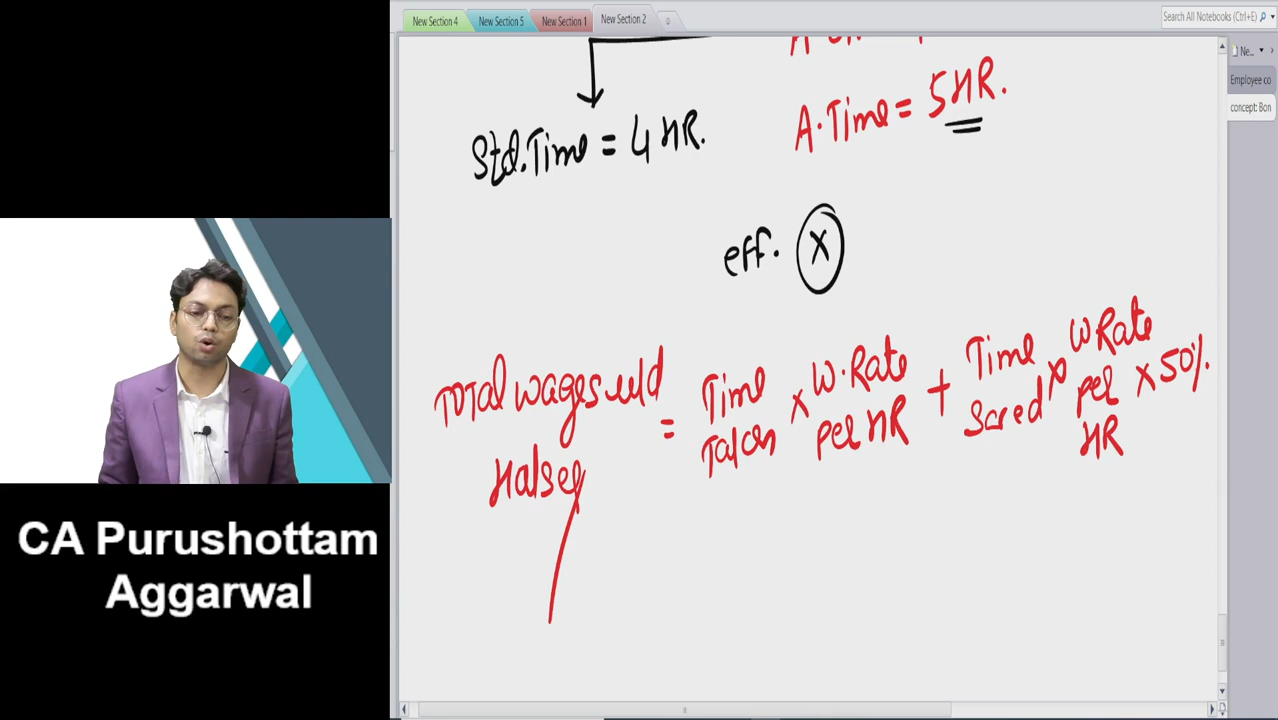 New Section 4
New Section 5
New Section 1
New Section 2
Search All Notebooks (Ctrl+E)
Ne...
Employee co
concept: Bon
A. Time = 5 HR.
Std. Time = 4 HR.
eff. X
Total wages u/d Halsey = Time Taken x W. Rate per HR + Time Saved x W Rate per HR x 50%.
CA Purushottam
Aggarwal